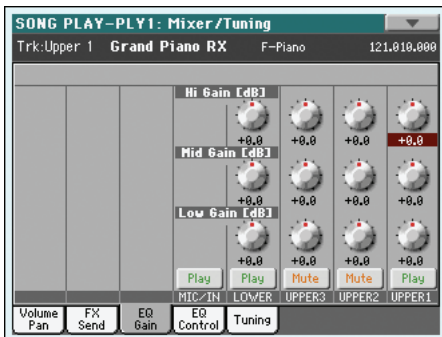 SONG PLAY-PLY1: Mixer/Tuning
Trk:Upper 1 Grand Piano RX F-Piano 121.010.000
Hi Gain [dB]
+0.0 +0.0 +0.0 +0.0
Mid Gain [dB]
+0.0 +0.0 +0.0 +0.0
Low Gain [dB]
+0.0 +0.0 +0.0 +0.0
Play Play Mute Mute Play
MIC/IN LOWER UPPER3 UPPER2 UPPER1
Volume Pan FX Send EQ Gain EQ Control Tuning